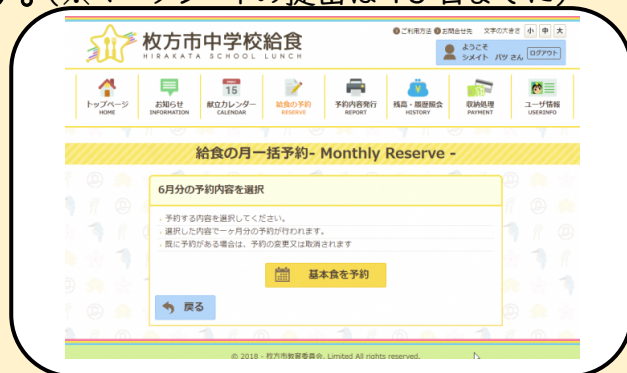 (※マークシートの提出は10日までに)
枚方市中学校給食
HIRAKATA SCHOOL LUNCH
ご利用方法 お問合せ先 文字の大きさ 小 中 大
ようこそ
シメイト パツ さん ログアウト
トップページ
HOME
お知らせ
INFORMATION
15
献立カレンダー
CALENDAR
給食の予約
RESERVE
予約内容発行
REPORT
残高・履歴照会
HISTORY
収納処理
PAYMENT
ユーザ情報
USERINFO
給食の月一括予約- Monthly Reserve -
6月分の予約内容を選択
・予約する内容を選択してください。
・選択した内容で一ヶ月分の予約が行われます。
・既に予約がある場合は、予約の変更又は取消されます
基本食を予約
戻る
© 2018 - 枚方市教育委員会. Limited All rights reserved.